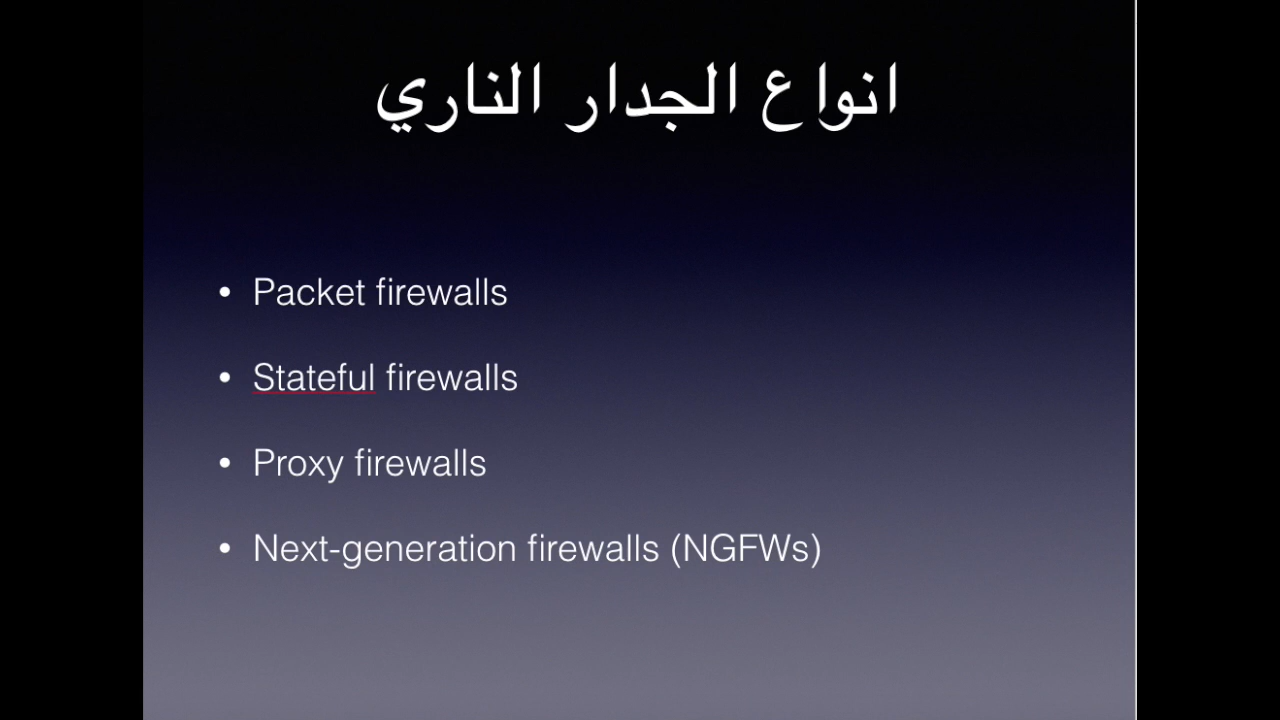 انواع الجدار الناري
• Packet firewalls
• Stateful firewalls
• Proxy firewalls
• Next-generation firewalls (NGFWs)